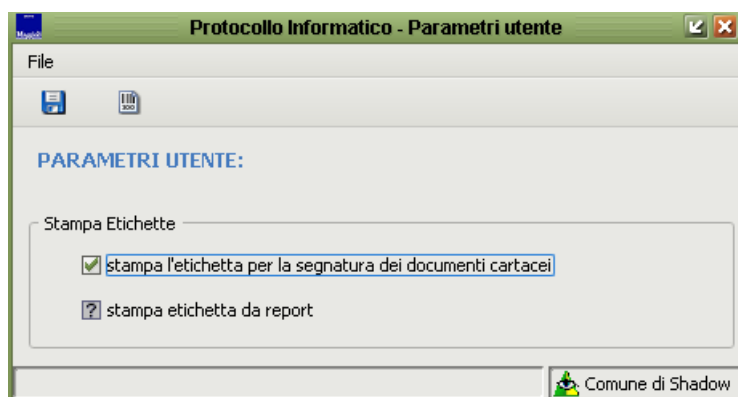 Protocollo Informatico - Parametri utente
File
PARAMETRI UTENTE:
Stampa Etichette
stampa l'etichetta per la segnatura dei documenti cartacei
? stampa etichetta da report
Comune di Shadow